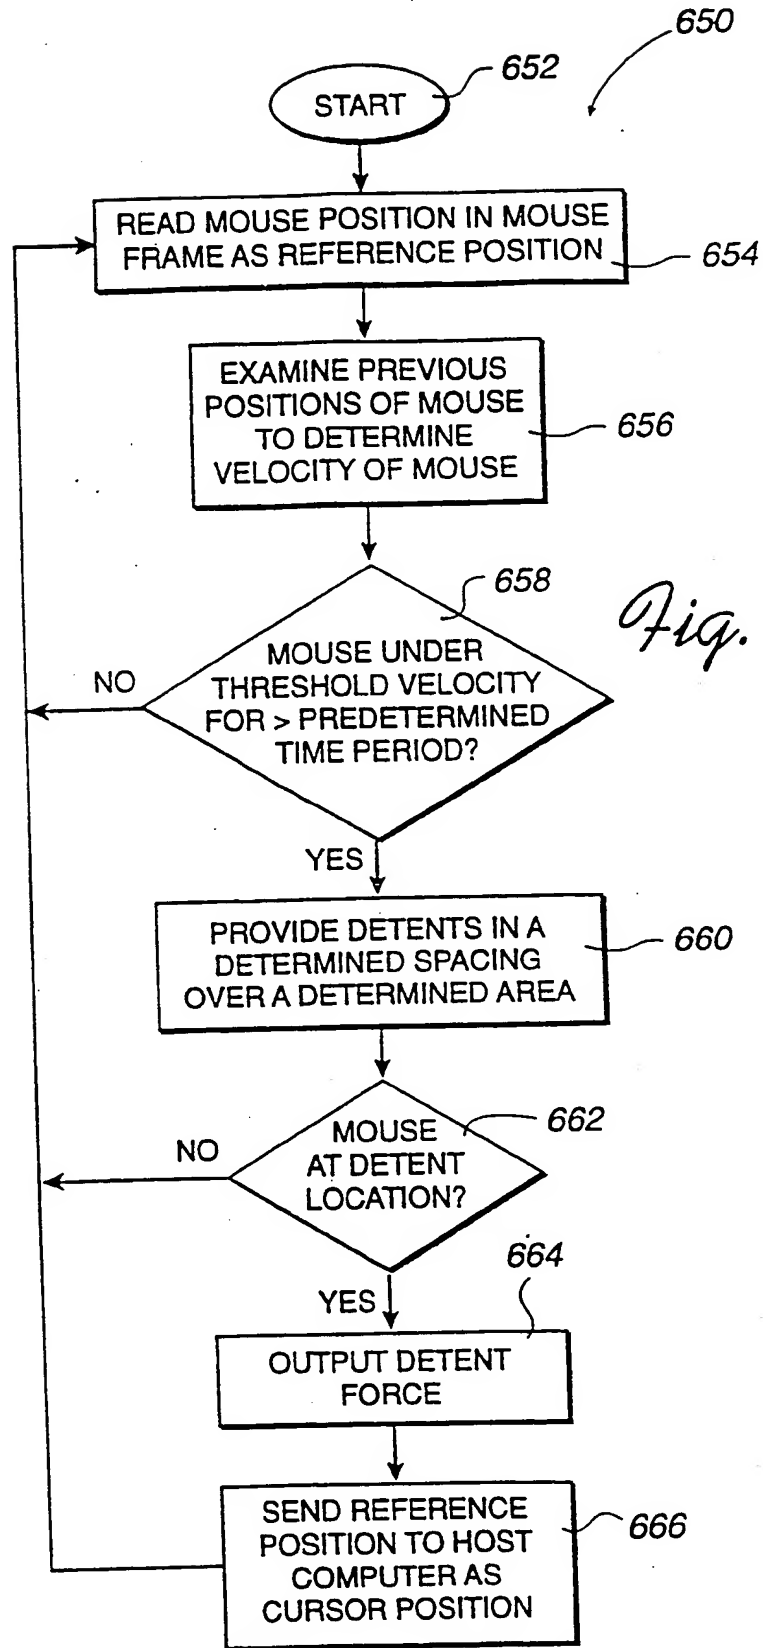 650
652
START
READ MOUSE POSITION IN MOUSE
FRAME AS REFERENCE POSITION
654
EXAMINE PREVIOUS
POSITIONS OF MOUSE
TO DETERMINE
VELOCITY OF MOUSE
656
658
Fig.
MOUSE UNDER
THRESHOLD VELOCITY
FOR > PREDETERMINED
TIME PERIOD?
NO
YES
PROVIDE DETENTS IN A
DETERMINED SPACING
OVER A DETERMINED AREA
660
662
MOUSE
AT DETENT
LOCATION?
NO
664
YES
OUTPUT DETENT
FORCE
SEND REFERENCE
POSITION TO HOST
COMPUTER AS
CURSOR POSITION
666